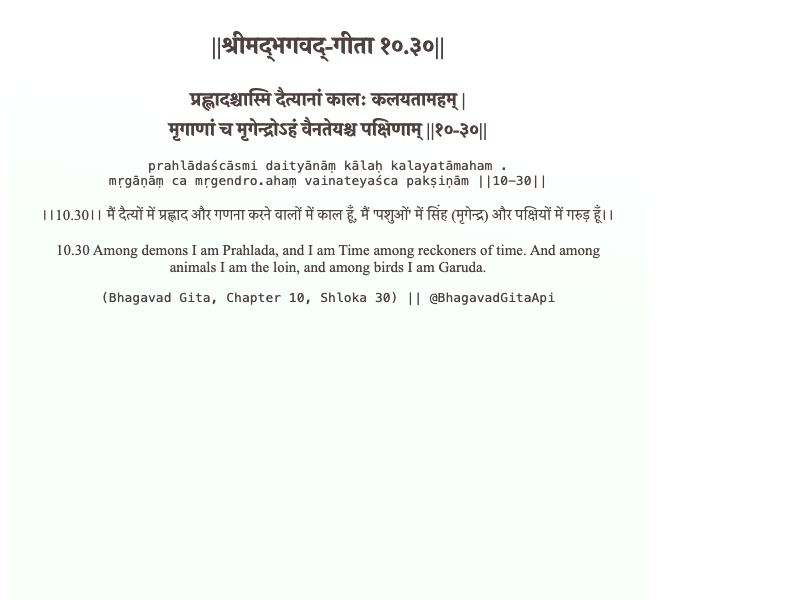 ||श्रीमद्‍भगवद्-गीता १०.३०||
प्रह्लादश्चास्मि दैत्यानां कालः कलयतामहम् |
मृगाणां च मृगेन्द्रोऽहं वैनतेयश्च पक्षिणाम् ||१०-३०||
prahlādaścāsmi daityānāṃ kālaḥ kalayatāmaham .
mṛgāṇāṃ ca mṛgendro.ahaṃ vainateyaśca pakṣiṇām ||10-30||
।।10.30।। मैं दैत्यों में प्रह्लाद और गणना करने वालों में काल हूँ, मैं 'पशुओं' में सिंह (मृगेन्द्र) और पक्षियों में गरुड़ हूँ।।
10.30 Among demons I am Prahlada, and I am Time among reckoners of time. And among
animals I am the loin, and among birds I am Garuda.
(Bhagavad Gita, Chapter 10, Shloka 30) || @BhagavadGitaApi